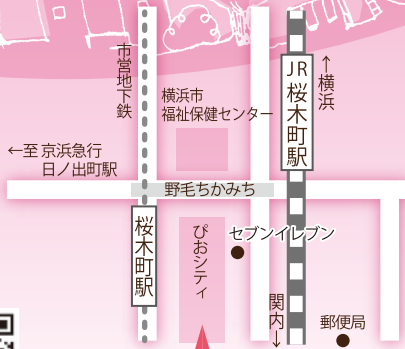 市営地下鉄
横浜市
福祉保健センター
JR桜木町駅
↑横浜
←至 京浜急行
日ノ出町駅
野毛ちかみち
桜木町駅
ぴおシティ
セブンイレブン
関内↓
郵便局